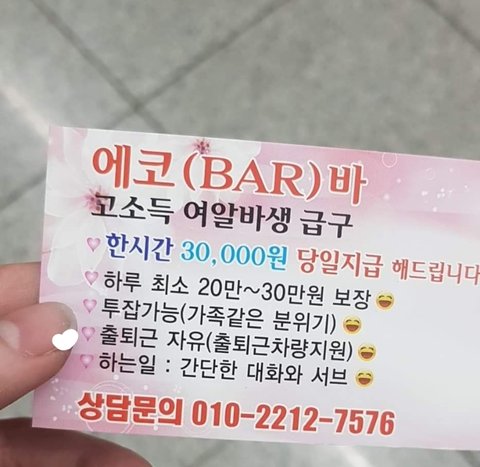 에코(BAR)바
고소득 여알바생 급구
한시간 30,000원 당일지급 해드립니다
하루 최소 20만~30만원 보장
투잡가능(가족같은 분위기)
출퇴근 자유(출퇴근차량지원)
하는일 : 간단한 대화와 서브
상담문의 010-2212-7576